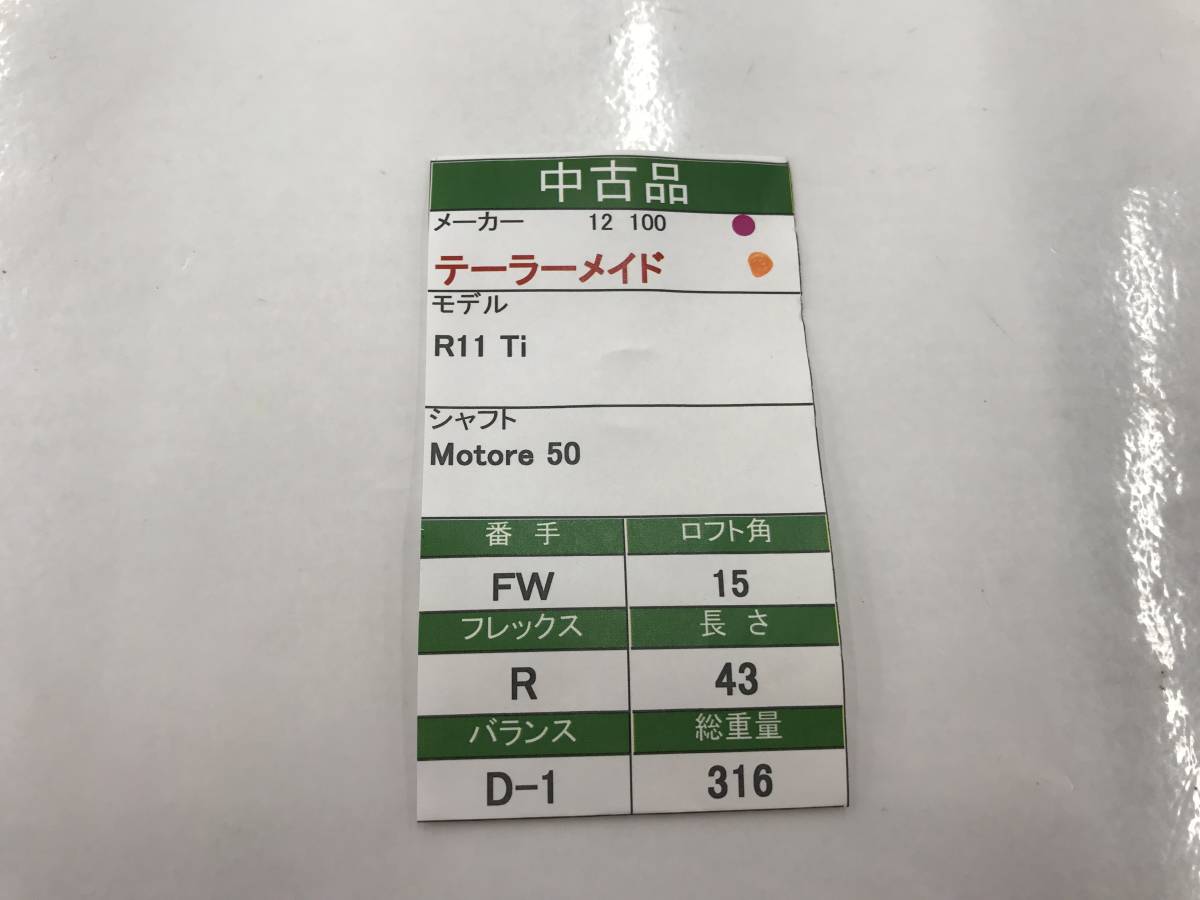 中古品
メーカー 12 100
テーラーメイド
モデル
R11 Ti
シャフト
Motore 50
番 手 ロフト角
FW 15
フレックス 長 さ
R 43
バランス 総重量
D-1 316